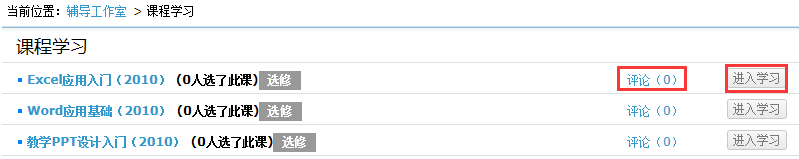 当前位置：辅导工作室 > 课程学习
课程学习
Excel应用入门（2010）（0人选了此课) 选修 评论（0） 进入学习
Word应用基础（2010）（0人选了此课) 选修 评论（0） 进入学习
教学PPT设计入门（2010）（0人选了此课) 选修 评论（0） 进入学习